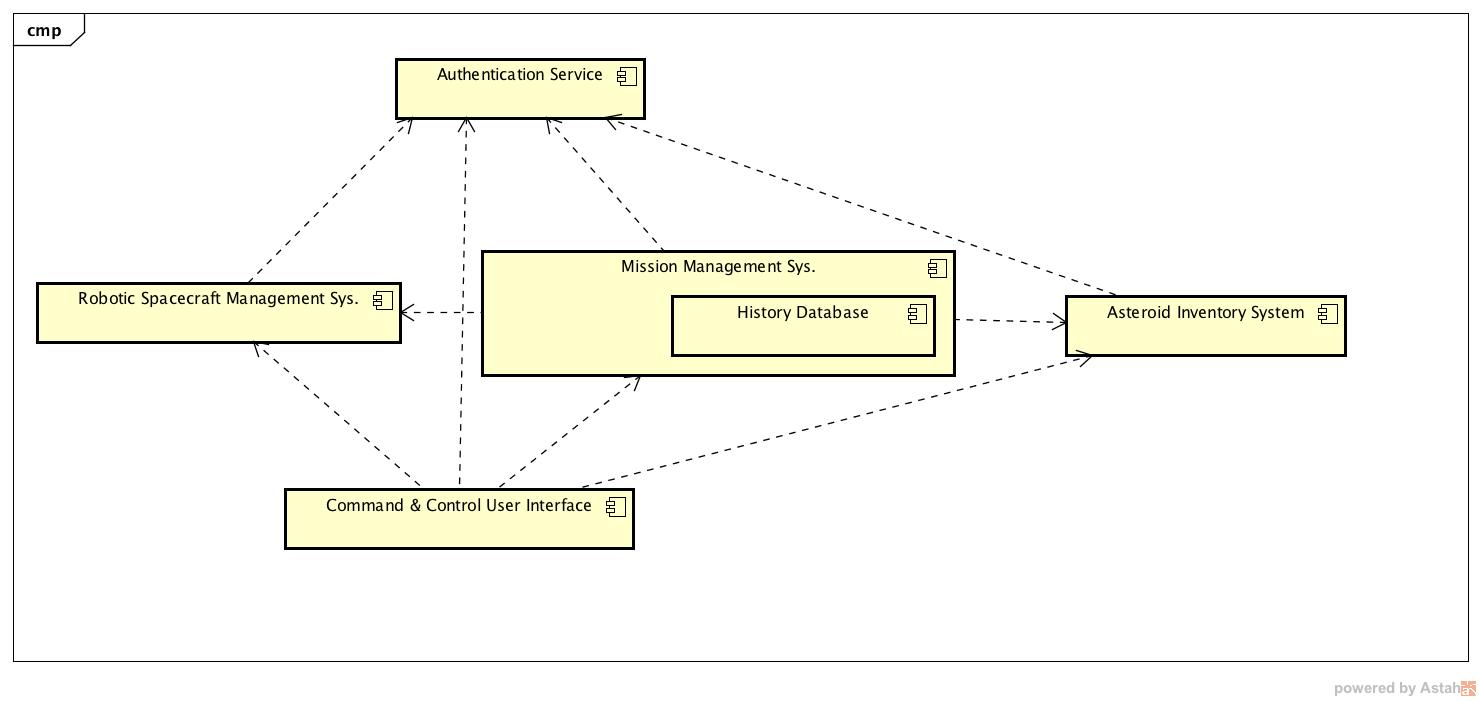 cmp
Authentication Service
Mission Management Sys.
Robotic Spacecraft Management Sys.
History Database
Asteroid Inventory System
Command & Control User Interface
powered by Astah